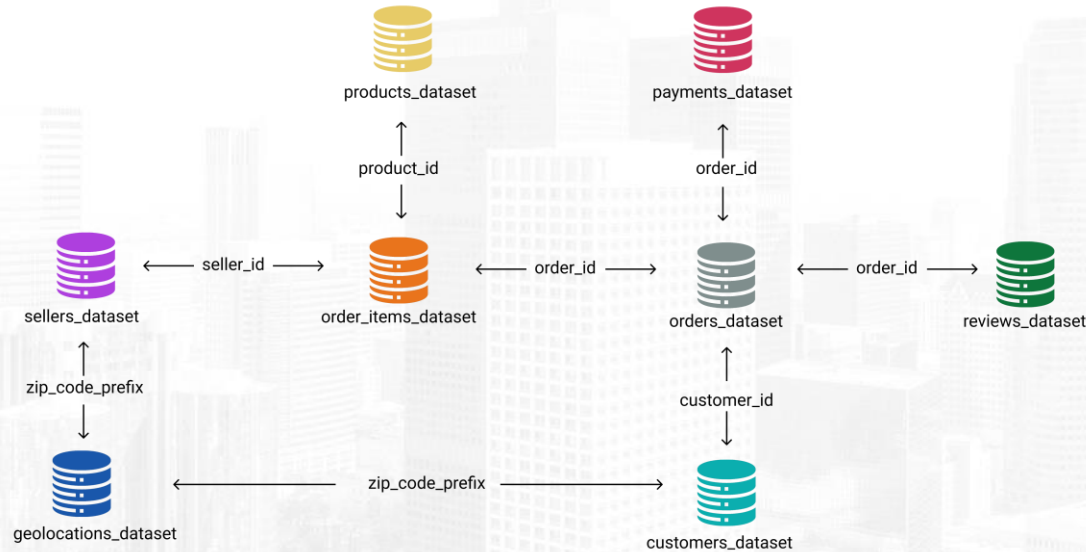 products_dataset
payments_dataset
product_id
order_id
seller_id
order_id
order_id
sellers_dataset
order_items_dataset
orders_dataset
reviews_dataset
zip_code_prefix
customer_id
zip_code_prefix
geolocations_dataset
customers_dataset